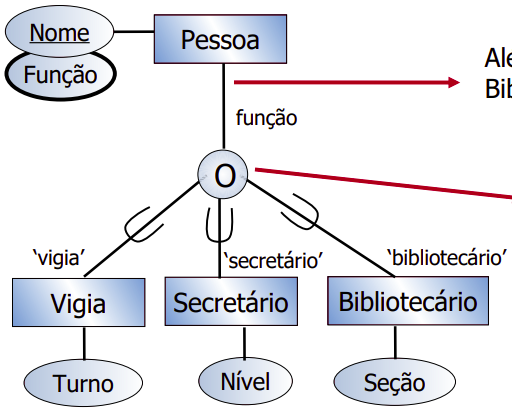 Nome
Pessoa
Função
Ale
Bib
função
O
'vigia'
'secretário'
'bibliotecário'
Vigia
Secretário
Bibliotecário
Turno
Nível
Seção